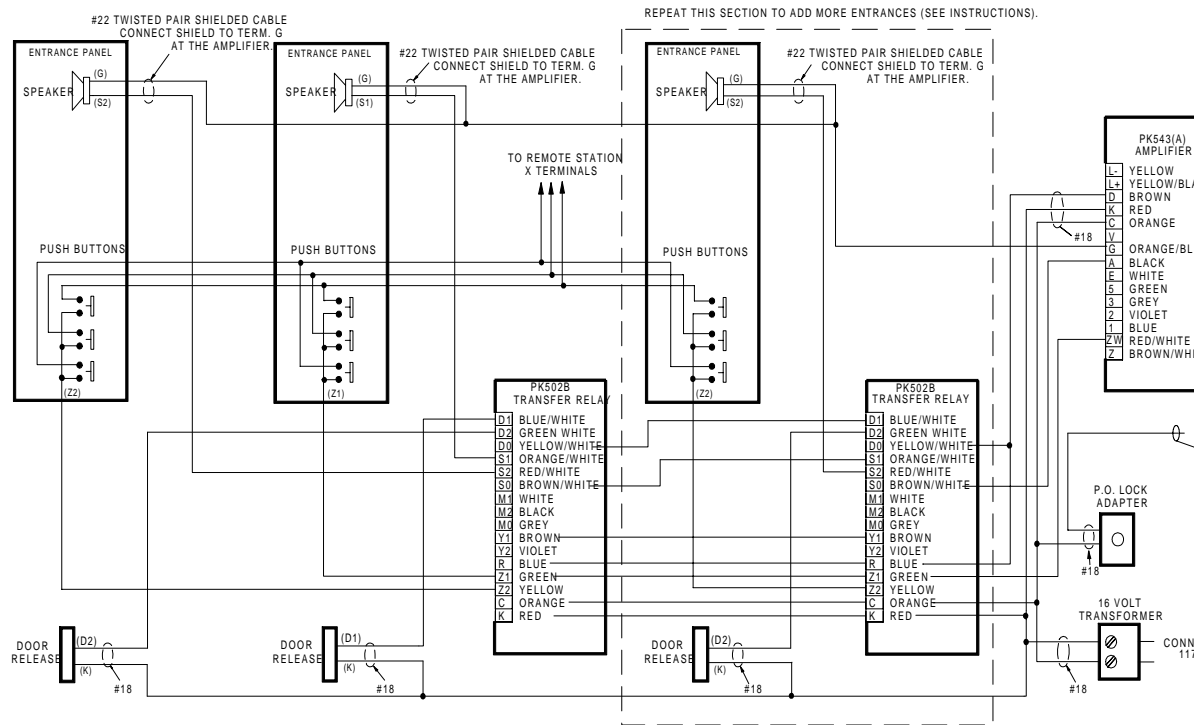 REPEAT THIS SECTION TO ADD MORE ENTRANCES (SEE INSTRUCTIONS).
#22 TWISTED PAIR SHIELDED CABLE
CONNECT SHIELD TO TERM. G
AT THE AMPLIFIER.
ENTRANCE PANEL
SPEAKER
(G)
(S2)
PUSH BUTTONS
(Z2)
ENTRANCE PANEL
SPEAKER
(G)
(S1)
#22 TWISTED PAIR SHIELDED CABLE
CONNECT SHIELD TO TERM. G
AT THE AMPLIFIER.
PUSH BUTTONS
(Z1)
TO REMOTE STATION
X TERMINALS
ENTRANCE PANEL
SPEAKER
(G)
(S2)
#22 TWISTED PAIR SHIELDED CABLE
CONNECT SHIELD TO TERM. G
AT THE AMPLIFIER.
PUSH BUTTONS
(Z2)
PK543(A)
AMPLIFIER
L- YELLOW
L+ YELLOW/BLA
D BROWN
K RED
C ORANGE
V
G ORANGE/BL
A BLACK
E WHITE
5 GREEN
3 GREY
2 VIOLET
1 BLUE
ZW RED/WHITE
Z BROWN/WHI
#18
PK502B
TRANSFER RELAY
D1 BLUE/WHITE
D2 GREEN WHITE
D0 YELLOW/WHITE
S1 ORANGE/WHITE
S2 RED/WHITE
S0 BROWN/WHITE
M1 WHITE
M2 BLACK
M0 GREY
Y1 BROWN
Y2 VIOLET
R BLUE
Z1 GREEN
Z2 YELLOW
C ORANGE
K RED
PK502B
TRANSFER RELAY
D1 BLUE/WHITE
D2 GREEN WHITE
D0 YELLOW/WHITE
S1 ORANGE/WHITE
S2 RED/WHITE
S0 BROWN/WHITE
M1 WHITE
M2 BLACK
M0 GREY
Y1 BROWN
Y2 VIOLET
R BLUE
Z1 GREEN
Z2 YELLOW
C ORANGE
K RED
P.O. LOCK
ADAPTER
#18
16 VOLT
TRANSFORMER
CONN
117
#18
DOOR
RELEASE
(D2)
(K)
#18
DOOR
RELEASE
(D1)
(K)
#18
DOOR
RELEASE
(D2)
(K)
#18